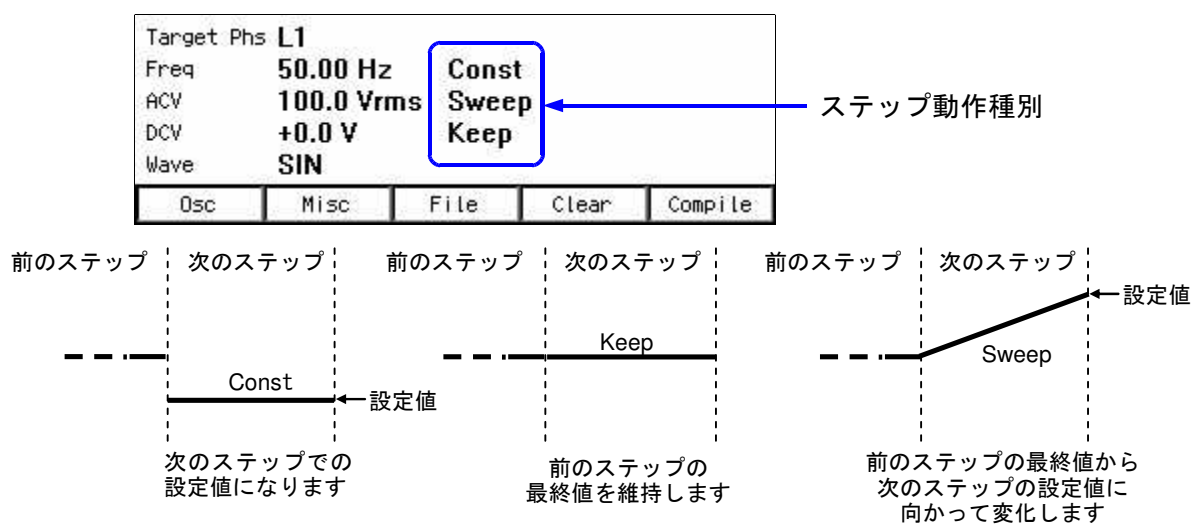 Target Phs L1
Freq 50.00 Hz Const
ACV 100.0 Vrms Sweep
DCV +0.0 V Keep
Wave SIN
Osc Misc File Clear Compile
ステップ動作種別
前のステップ 次のステップ 前のステップ 次のステップ 前のステップ 次のステップ
設定値
Keep
Sweep
Const
設定値
次のステップでの
設定値になります
前のステップの
最終値を維持します
前のステップの最終値から
次のステップの設定値に
向かって変化します